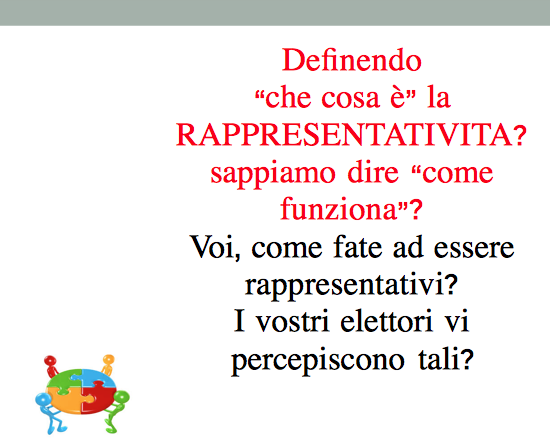 Definendo
“che cosa è” la
RAPPRESENTATIVITA?
sappiamo dire “come
funziona”?
Voi, come fate ad essere
rappresentativi?
I vostri elettori vi
percepiscono tali?